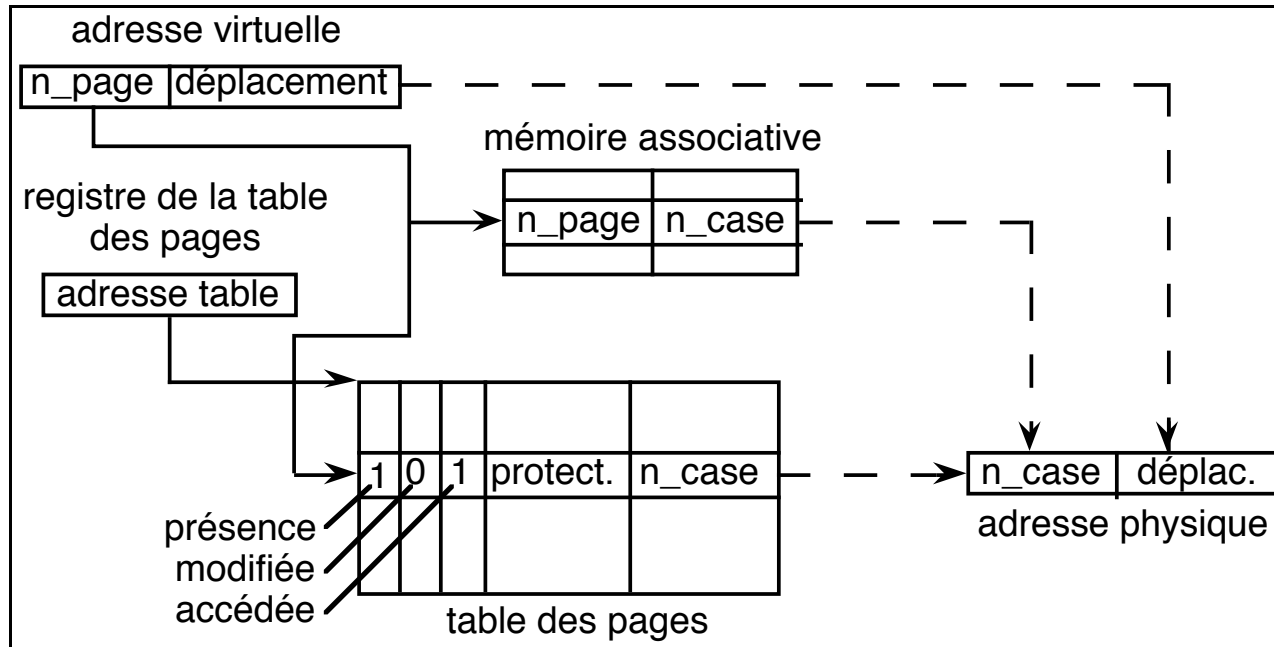 adresse virtuelle
n_page déplacement
mémoire associative
registre de la table
des pages
n_page n_case
adresse table
1 0 1 protect. n_case
n_case déplac.
présence
adresse physique
modifiée
accédée
table des pages